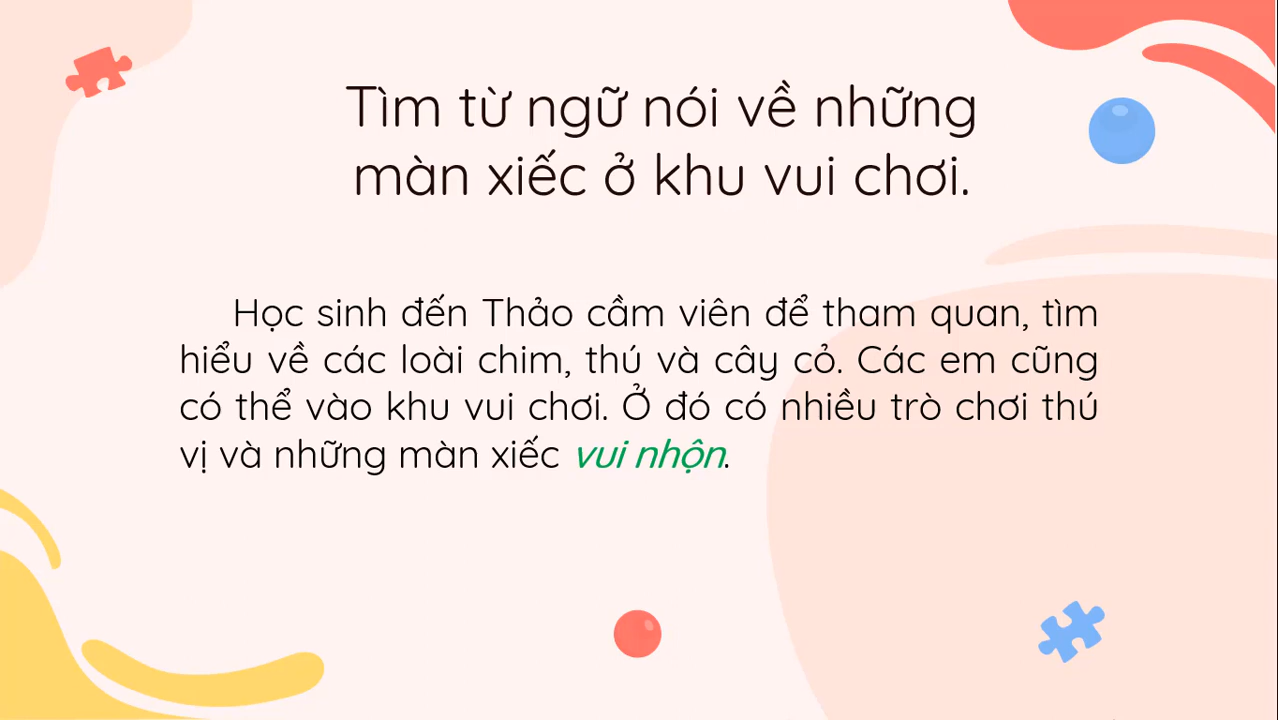 Tìm từ ngữ nói về những
màn xiếc ở khu vui chơi.
Học sinh đến Thảo cầm viên để tham quan, tìm
hiểu về các loài chim, thú và cây cỏ. Các em cũng
có thể vào khu vui chơi. Ở đó có nhiều trò chơi thú
vị và những màn xiếc vui nhộn.